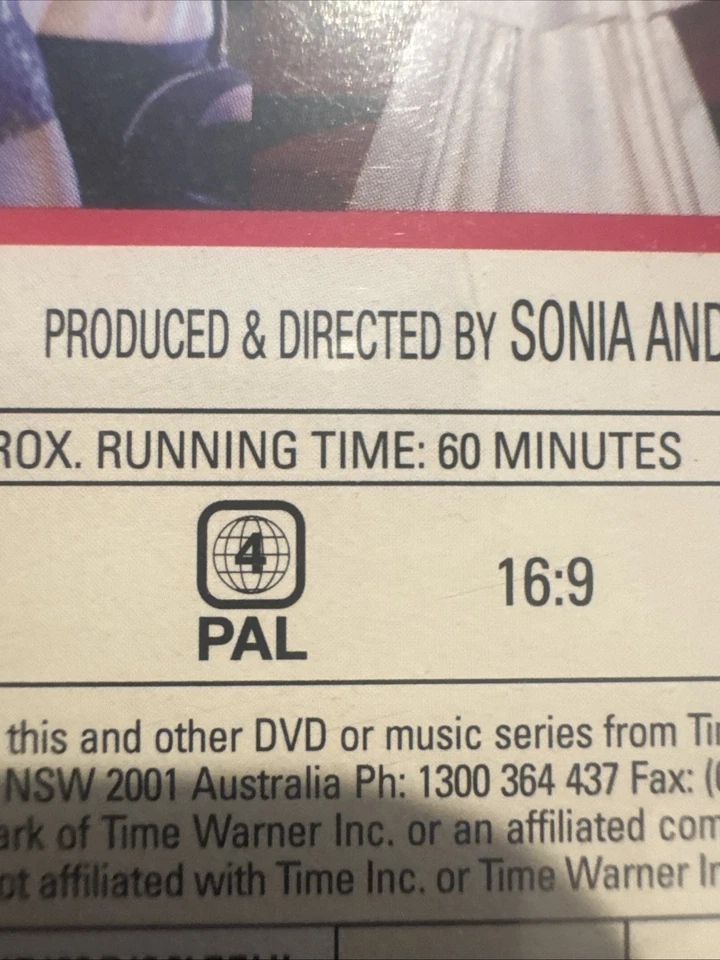 PRODUCED & DIRECTED BY SONIA AND
ROX. RUNNING TIME: 60 MINUTES
4
PAL
16:9
this and other DVD or music series from Ti
NSW 2001 Australia Ph: 1300 364 437 Fax: (
ark of Time Warner Inc. or an affiliated com
ot affiliated with Time Inc. or Time Warner In